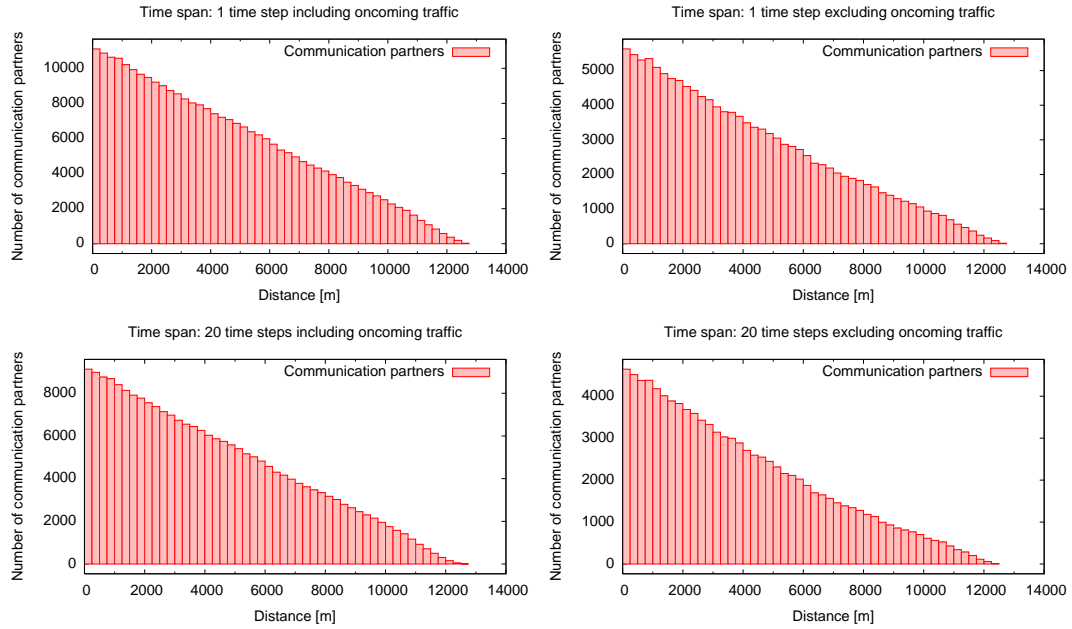 Time span: 1 time step including oncoming traffic
Number of communication partners
Communication partners
10000
8000
6000
4000
2000
0
0 2000 4000 6000 8000 10000 12000 14000
Distance [m]
Time span: 1 time step excluding oncoming traffic
Number of communication partners
Communication partners
5000
4000
3000
2000
1000
0
0 2000 4000 6000 8000 10000 12000 14000
Distance [m]
Time span: 20 time steps including oncoming traffic
Number of communication partners
Communication partners
8000
6000
4000
2000
0
0 2000 4000 6000 8000 10000 12000 14000
Distance [m]
Time span: 20 time steps excluding oncoming traffic
Number of communication partners
Communication partners
4000
3000
2000
1000
0
0 2000 4000 6000 8000 10000 12000 14000
Distance [m]